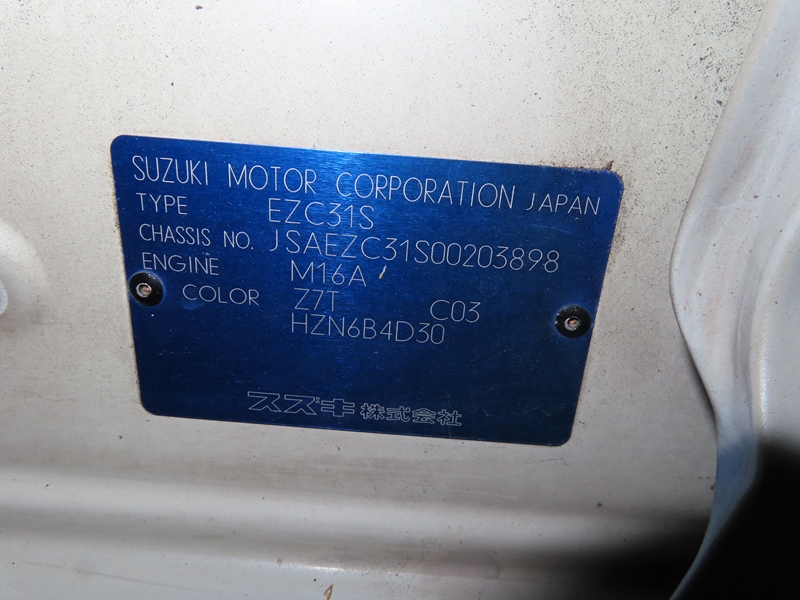 SUZUKI MOTOR CORPORATION JAPAN
TYPE EZC31S
CHASSIS NO. JSAEZC31S00203898
ENGINE M16A
COLOR Z7T C03
HZN6B4D30
スズキ株式会社